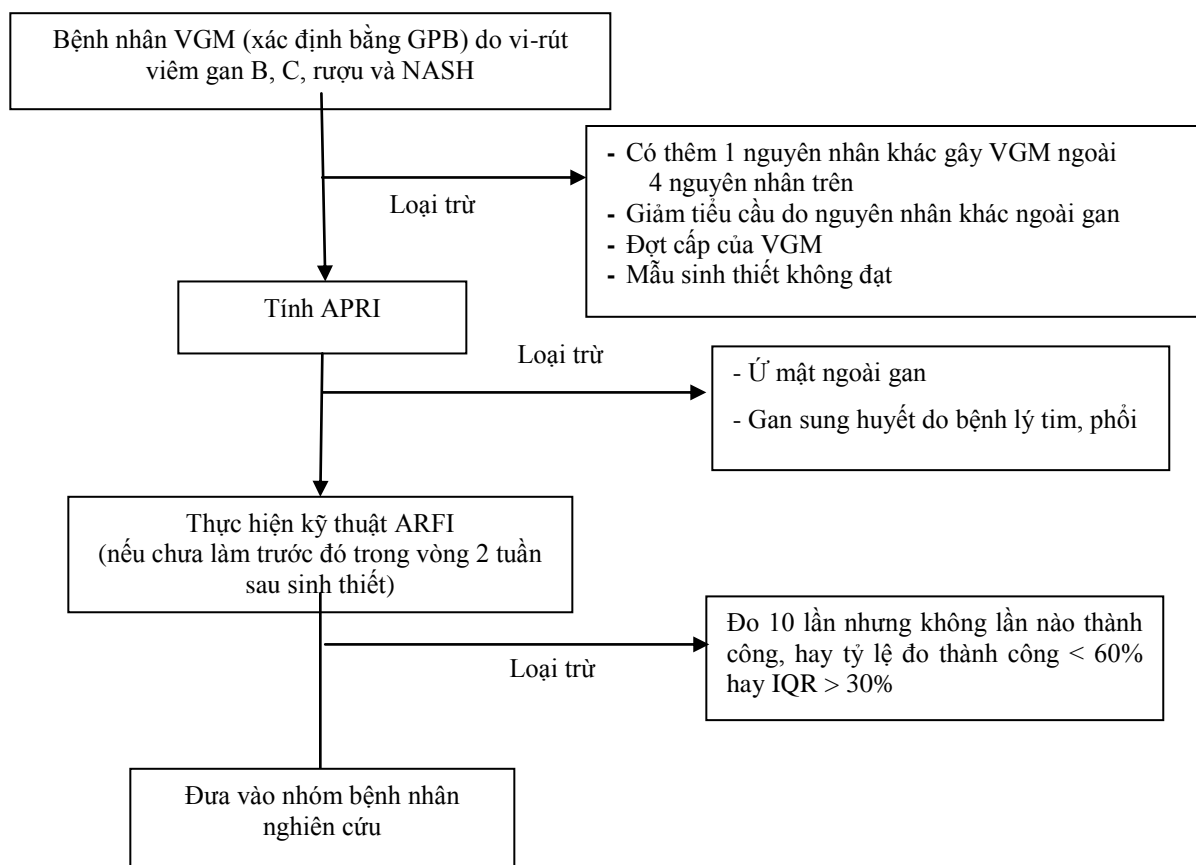 Bệnh nhân VGM (xác định bằng GPB) do vi-rút
viêm gan B, C, rượu và NASH
- Có thêm 1 nguyên nhân khác gây VGM ngoài
4 nguyên nhân trên
- Giảm tiểu cầu do nguyên nhân khác ngoài gan
- Đợt cấp của VGM
- Mẫu sinh thiết không đạt
Loại trừ
Tính APRI
Loại trừ
- Ứ mật ngoài gan
- Gan sung huyết do bệnh lý tim, phổi
Thực hiện kỹ thuật ARFI
(nếu chưa làm trước đó trong vòng 2 tuần
sau sinh thiết)
Đo 10 lần nhưng không lần nào thành
công, hay tỷ lệ đo thành công < 60%
hay IQR > 30%
Loại trừ
Đưa vào nhóm bệnh nhân
nghiên cứu